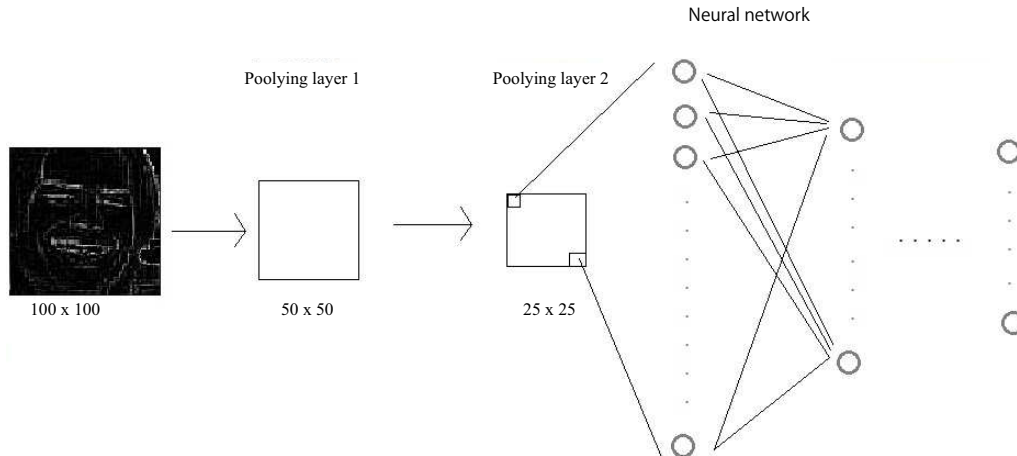 Neural network
Poolying layer 1
Poolying layer 2
100 x 100
50 x 50
25 x 25